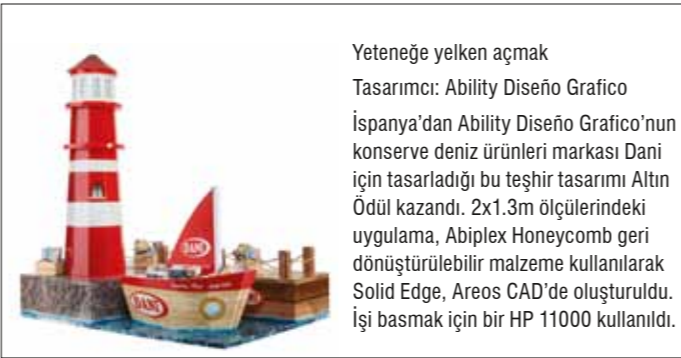 Yeteneğe yelken açmak
Tasarımcı: Ability Diseño Grafico
İspanya’dan Ability Diseño Grafico’nun
konserve deniz ürünleri markası Dani
için tasarladığı bu teşhir tasarımı Altın
Ödül kazandı. 2x1.3m ölçülerindeki
uygulama, Abiplex Honeycomb geri
dönüştürülebilir malzeme kullanılarak
Solid Edge, Areos CAD’de oluşturuldu.
İşi basmak için bir HP 11000 kullanıldı.
DANI
DANI